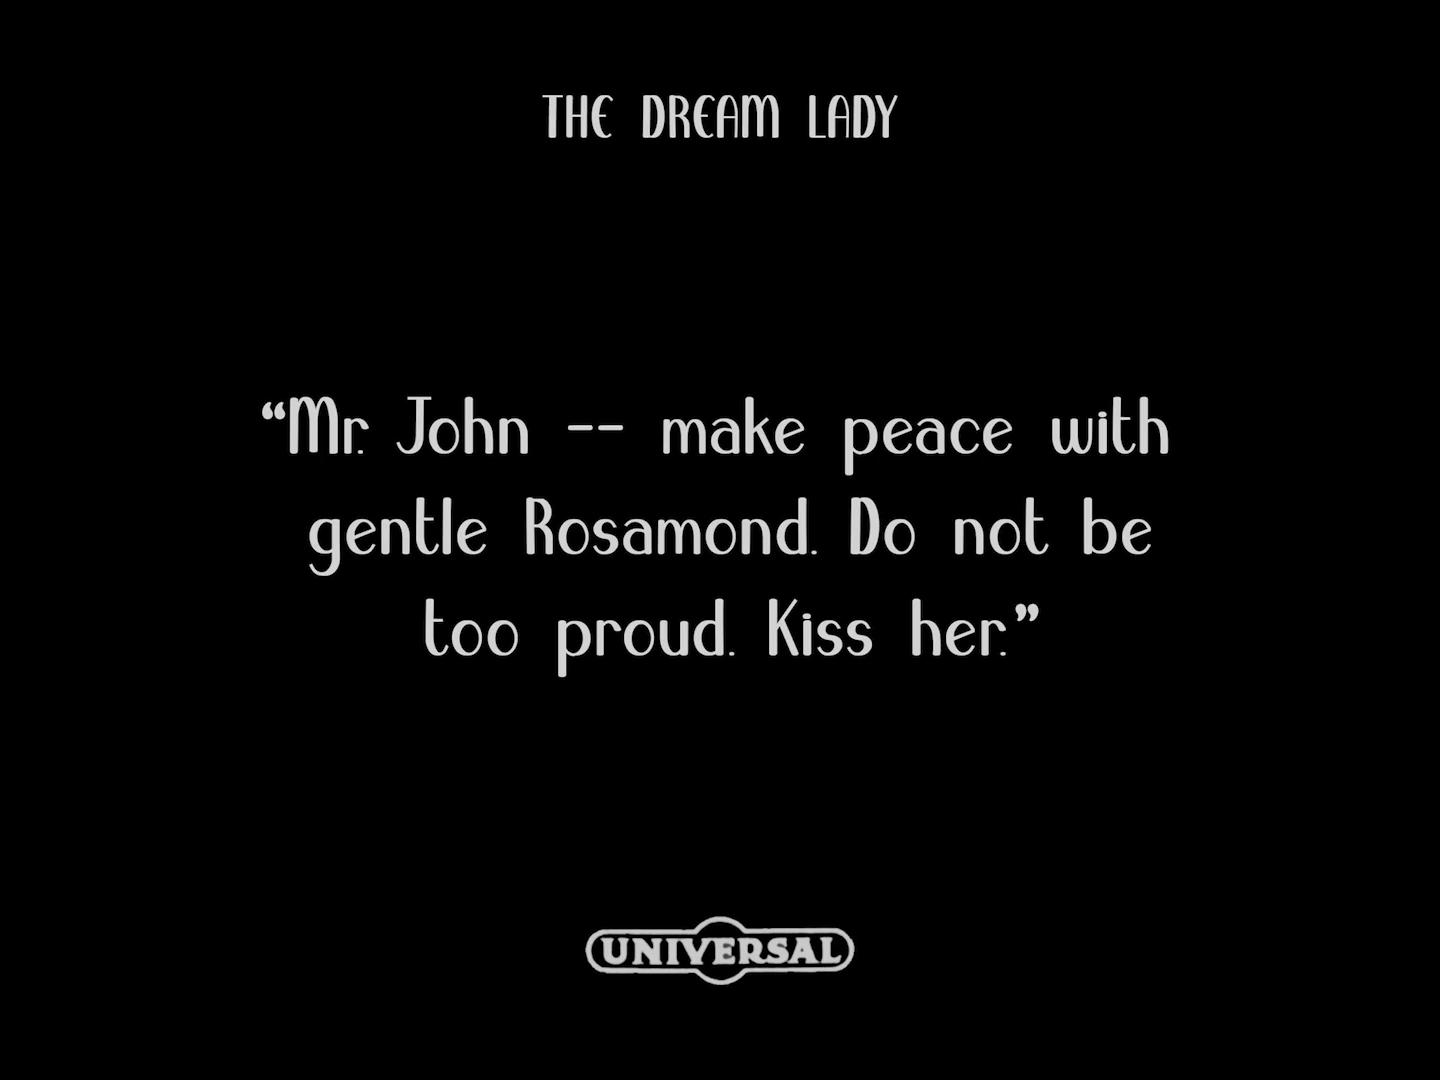 THE DREAM LADY
“Mr. John -- make peace with
gentle Rosamond. Do not be
too proud. Kiss her.”
UNIVERSAL